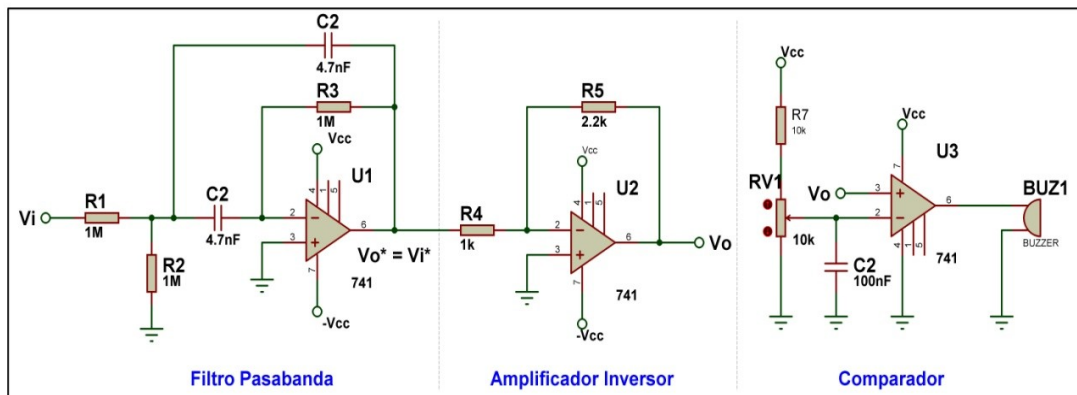 C2
4.7nF
R3
1M
Vcc
U1
4
1
5
R1
1M
C2
4.7nF
Vi
2
3
6
7
R2
1M
Vo* = Vi*
741
-Vcc
Filtro Pasabanda
R5
2.2k
Vcc
U2
4
1
5
R4
1k
2
3
6
7
Vo
741
-Vcc
Amplificador Inversor
Vcc
R7
10k
Vcc
U3
7
RV1
Vo
3
2
6
4
1
5
BUZ1
BUZZER
10k
C2
100nF
741
Comparador